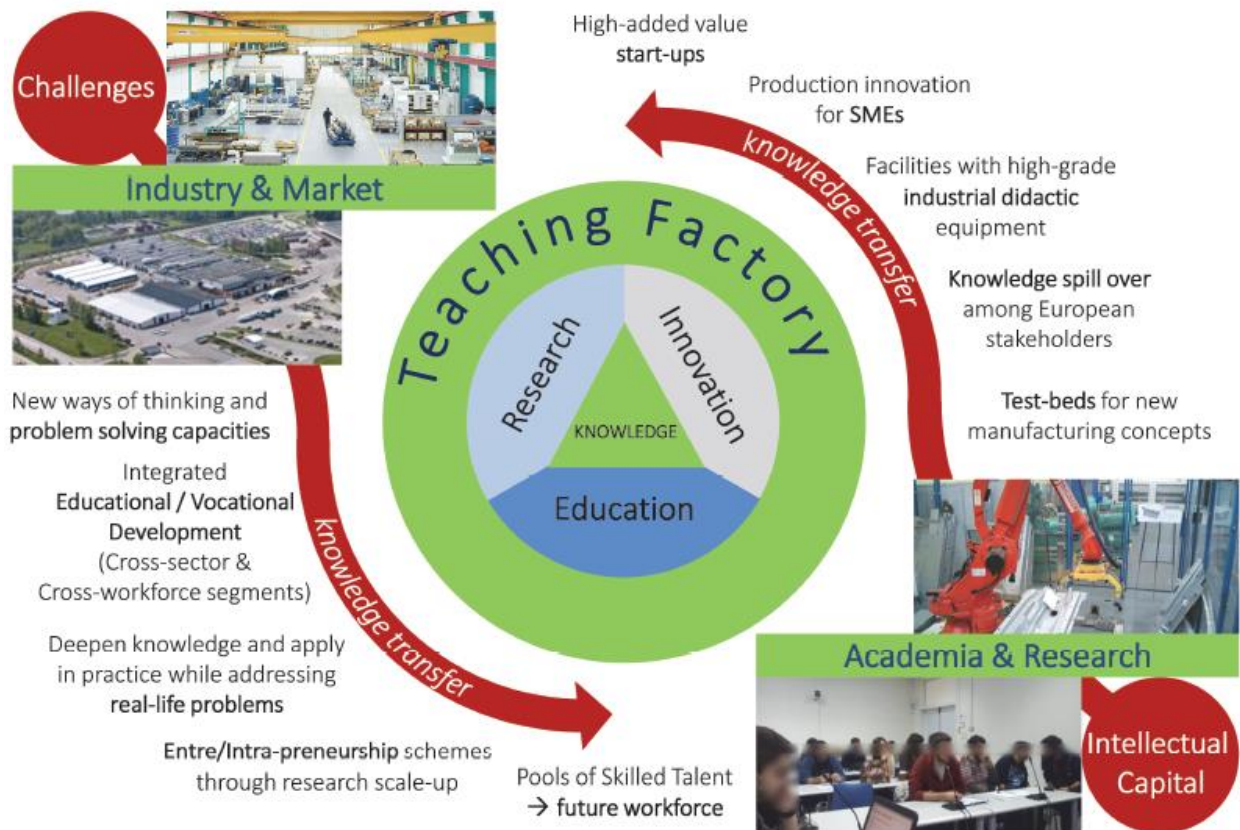 Challenges
Industry & Market
New ways of thinking and
problem solving capacities
Integrated
Educational / Vocational
Development
(Cross-sector &
Cross-workforce segments)
Deepen knowledge and apply
in practice while addressing
real-life problems
Entre/Intra-preneurship schemes
through research scale-up
Pools of Skilled Talent
→ future workforce
knowledge transfer
Teaching Factory
Research
Innovation
KNOWLEDGE
Education
High-added value
start-ups
Production innovation
for SMEs
Facilities with high-grade
industrial didactic
equipment
Knowledge spill over
among European
stakeholders
Test-beds for new
manufacturing concepts
knowledge transfer
Academia & Research
Intellectual
Capital